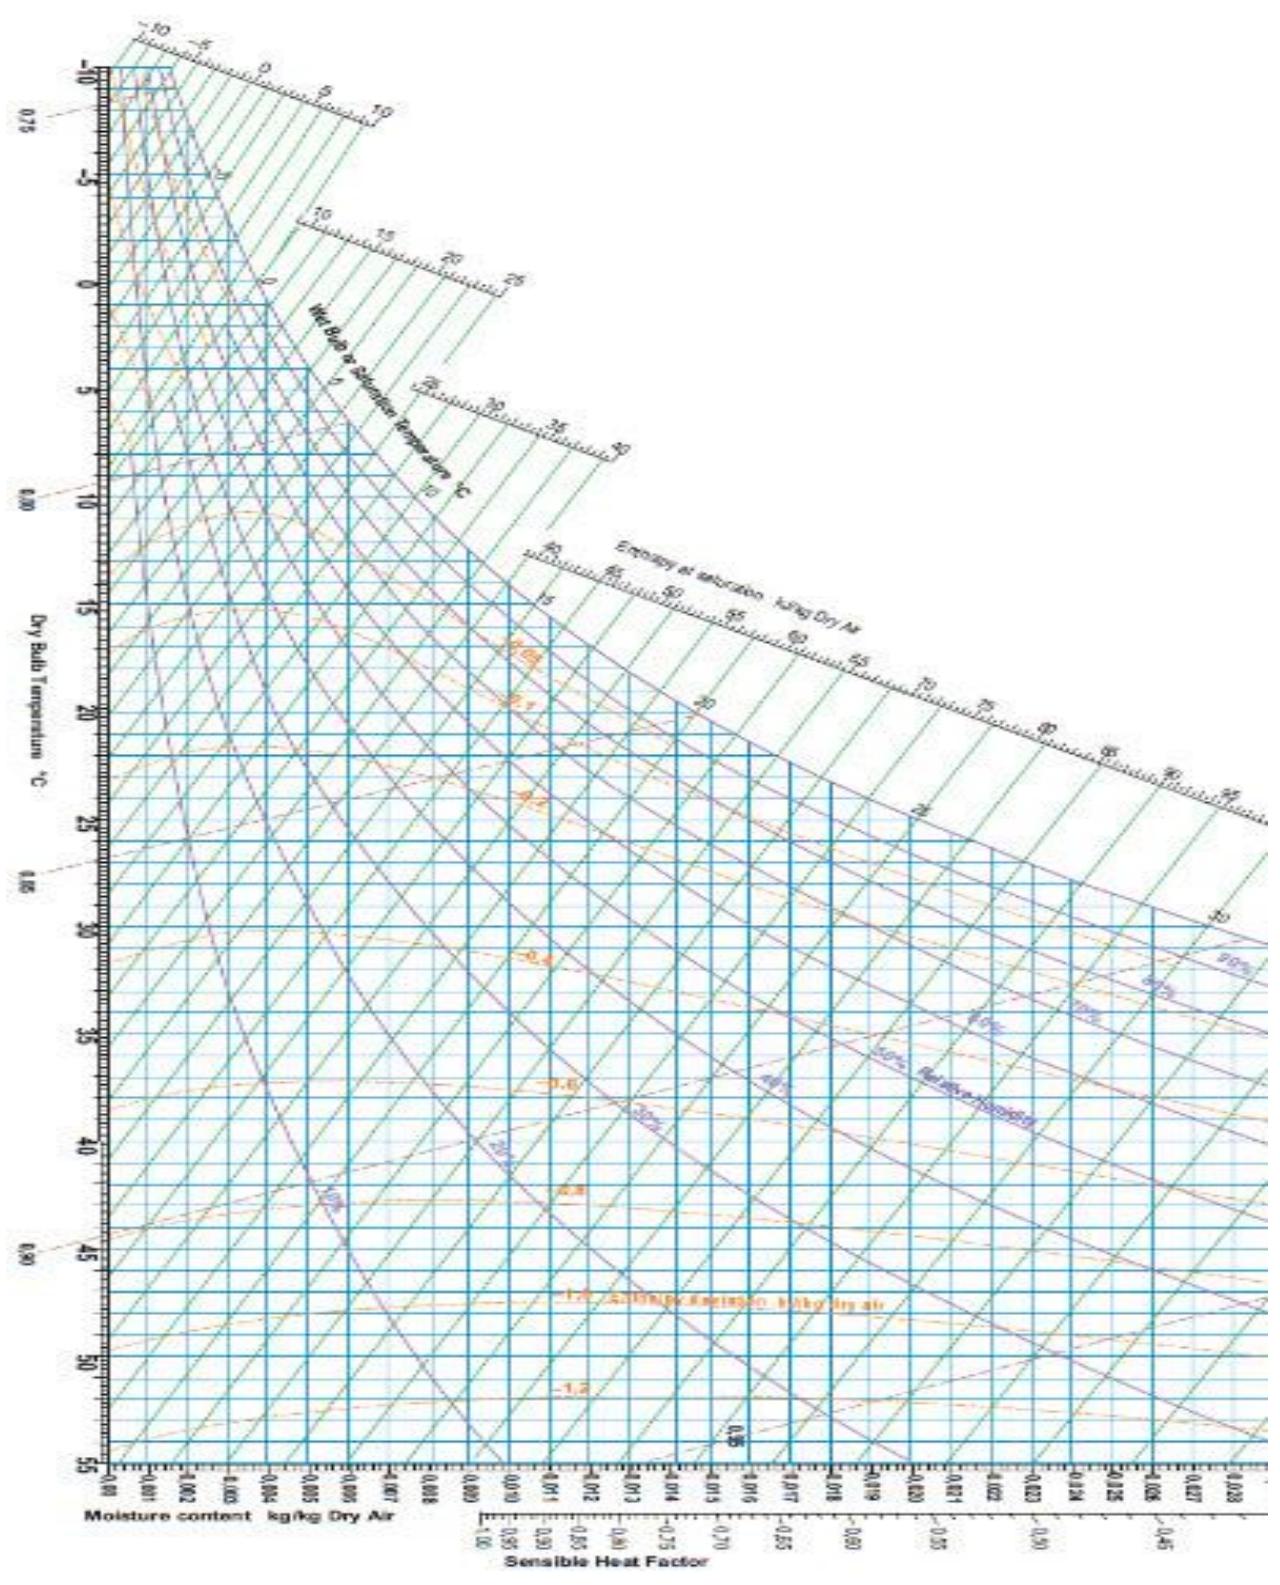 -10 -5 0 5 10
10 15 20 25
25 30 35 40
40 45 50 55 60 65 70 75 80 85 90 95
Enthalpy at saturation kJ/kg Dry Air
Wet Bulb or Saturation Temperature °C
-5 0 5 10 15 20 25 30
-10 -5 0 5 10 15 20 25 30 35 40 45 50 55
Dry Bulb Temperature °C
0.75
0.85
0.90
0.95
-0.1
-0.2
-0.4
-0.6
-0.8
-1.2
kJ/kg dry air
10%
20%
30%
40%
50% Relative Humidity
60%
70%
80%
90%
0.00 0.001 0.002 0.003 0.004 0.005 0.006 0.007 0.008 0.009 0.010 0.011 0.012 0.013 0.014 0.015 0.016 0.017 0.018 0.019 0.020 0.021 0.022 0.023 0.024 0.025 0.026 0.027 0.028
Moisture content kg/kg Dry Air
1.00 0.95 0.90 0.85 0.80 0.75 0.70 0.65 0.60 0.55 0.50 0.45
Sensible Heat Factor